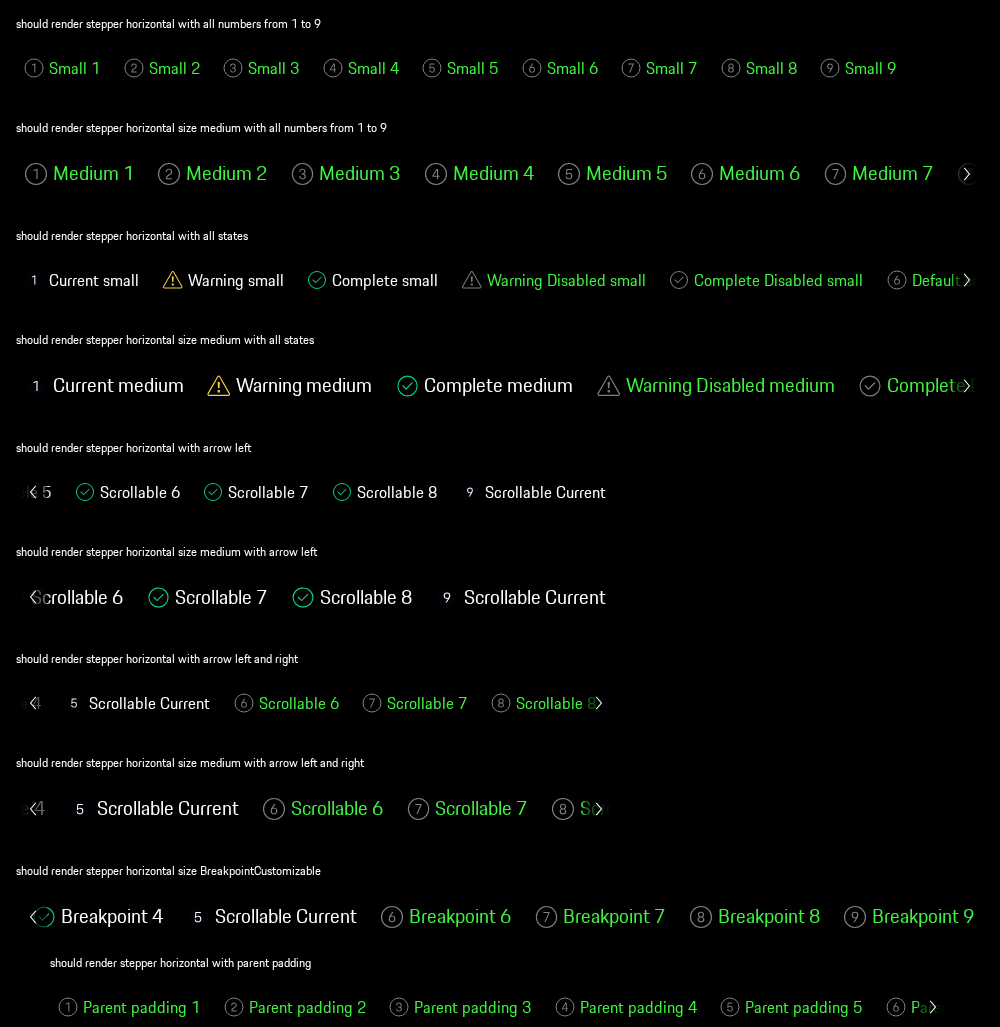 should render stepper horizontal with all numbers from 1 to 9
1 Small 1 2 Small 2 3 Small 3 4 Small 4 5 Small 5 6 Small 6 7 Small 7 8 Small 8 9 Small 9
should render stepper horizontal size medium with all numbers from 1 to 9
1 Medium 1 2 Medium 2 3 Medium 3 4 Medium 4 5 Medium 5 6 Medium 6 7 Medium 7
should render stepper horizontal with all states
1 Current small Warning small Complete small Warning Disabled small Complete Disabled small 6 Default
should render stepper horizontal size medium with all states
1 Current medium Warning medium Complete medium Warning Disabled medium Complete
should render stepper horizontal with arrow left
5 Scrollable 6 Scrollable 7 Scrollable 8 9 Scrollable Current
should render stepper horizontal size medium with arrow left
Scrollable 6 Scrollable 7 Scrollable 8 9 Scrollable Current
should render stepper horizontal with arrow left and right
4 5 Scrollable Current 6 Scrollable 6 7 Scrollable 7 8 Scrollable 8
should render stepper horizontal size medium with arrow left and right
4 5 Scrollable Current 6 Scrollable 6 7 Scrollable 7 8
should render stepper horizontal size BreakpointCustomizable
Breakpoint 4 5 Scrollable Current 6 Breakpoint 6 7 Breakpoint 7 8 Breakpoint 8 9 Breakpoint 9
should render stepper horizontal with parent padding
1 Parent padding 1 2 Parent padding 2 3 Parent padding 3 4 Parent padding 4 5 Parent padding 5 6